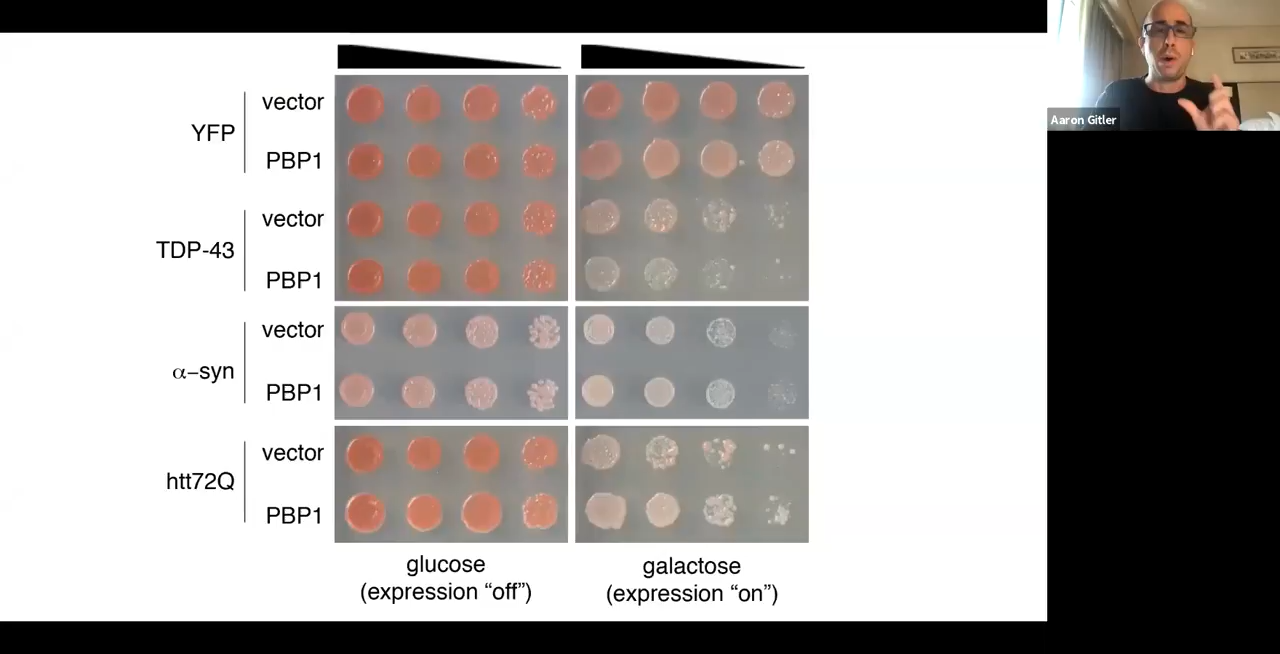 YFP
vector
PBP1
TDP-43
vector
PBP1
α−syn
vector
PBP1
htt72Q
vector
PBP1
glucose
(expression “off”)
galactose
(expression “on”)
Aaron Gitler